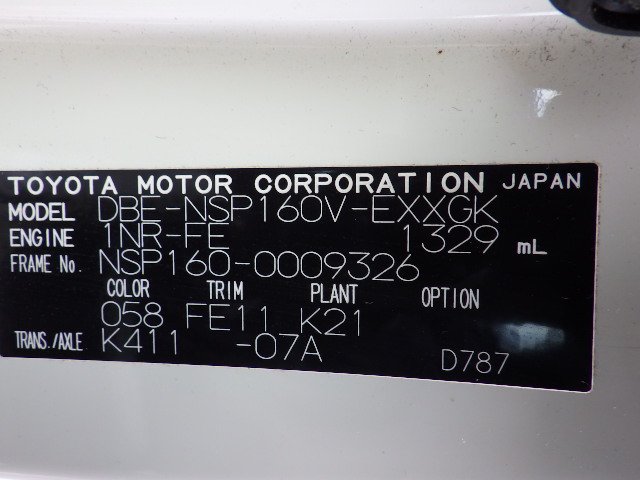 TOYOTA MOTOR CORPORATION JAPAN
MODEL DBE-NSP160V-EXXGK
ENGINE 1NR-FE 1329 mL
FRAME No. NSP160-0009326
COLOR TRIM PLANT OPTION
058 FE11 K21
TRANS./AXLE K411 -07A D787